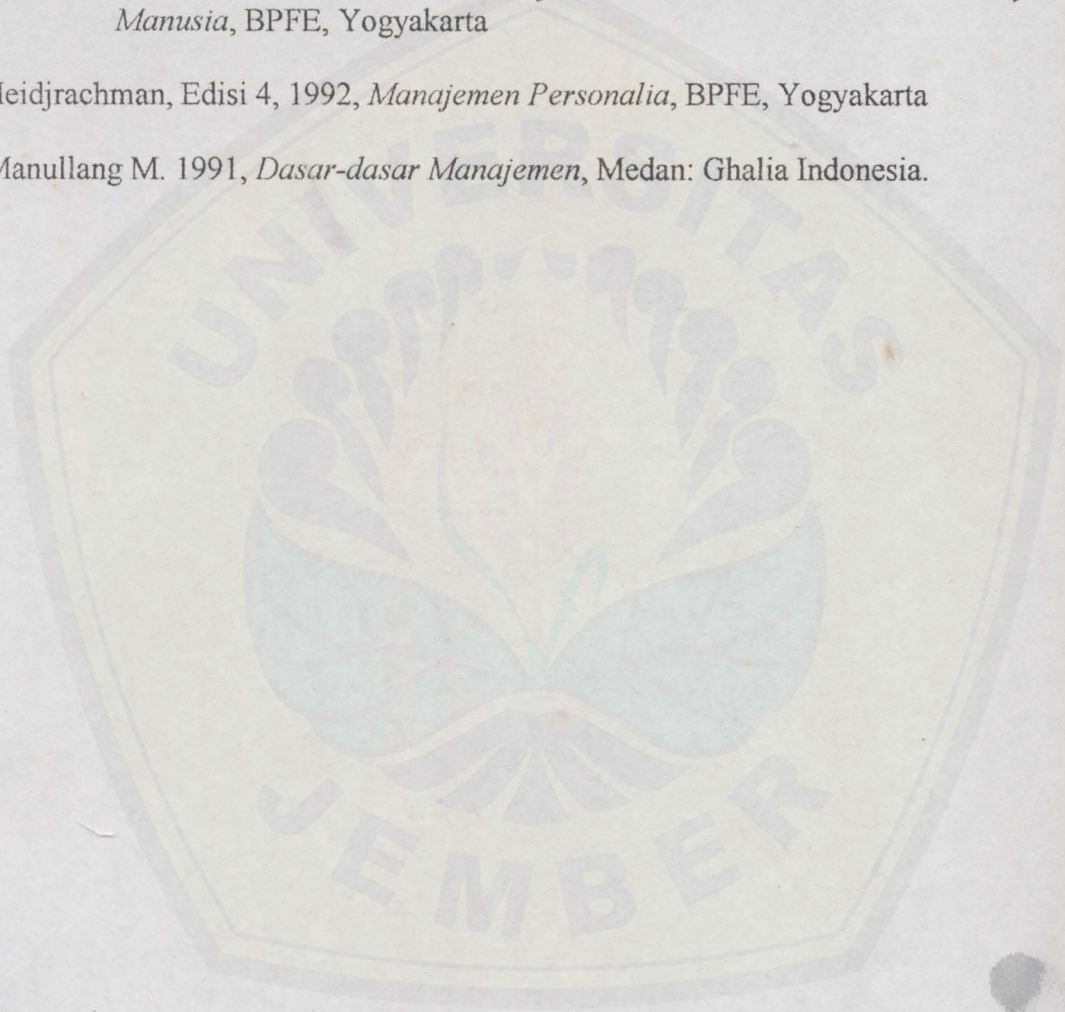 Manusia, BPFE, Yogyakarta
eidjrachman, Edisi 4, 1992, Manajemen Personalia, BPFE, Yogyakarta
Manullang M. 1991, Dasar-dasar Manajemen, Medan: Ghalia Indonesia.
UNIVERSITAS
JEMBER